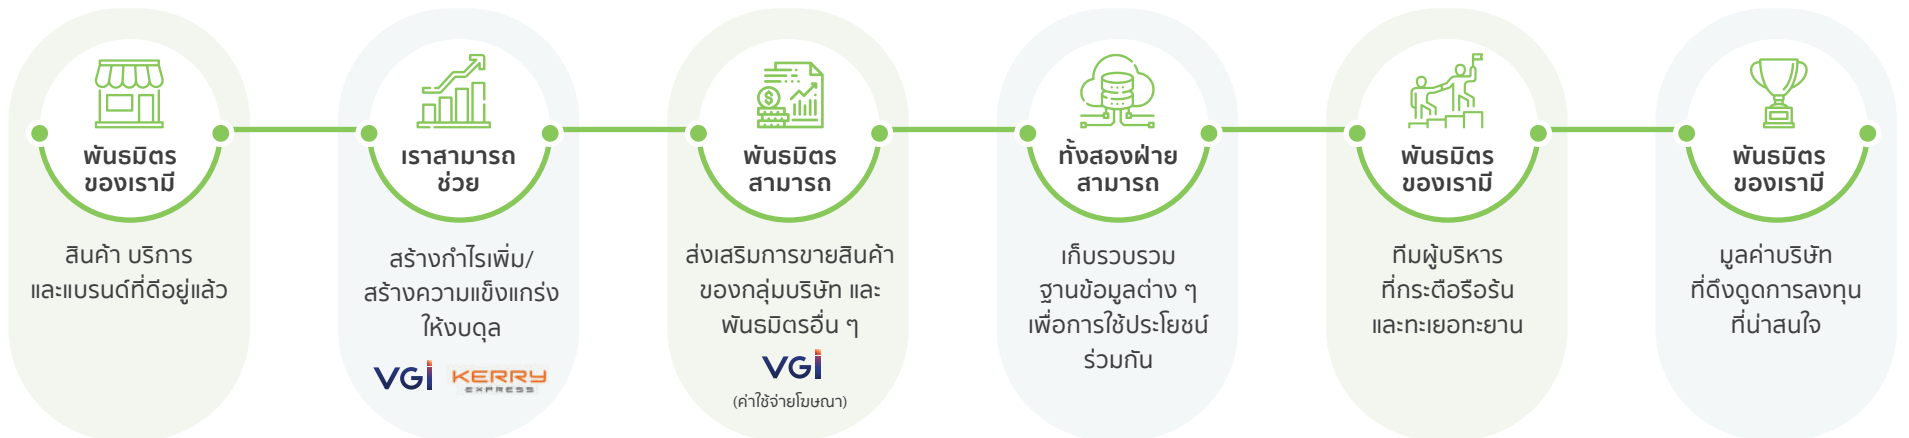 พันธมิตร
ของเรามี
สินค้า บริการ
และแบรนด์ที่ดีอยู่แล้ว
เราสามารถ
ช่วย
สร้างกำไรเพิ่ม/
สร้างความแข็งแกร่ง
ให้งบดุล
VGI KERRY
EXPRESS
พันธมิตร
สามารถ
ส่งเสริมการขายสินค้า
ของกลุ่มบริษัท และ
พันธมิตรอื่น ๆ
VGI
(ค่าใช้จ่ายโฆษณา)
ทั้งสองฝ่าย
สามารถ
เก็บรวบรวม
ฐานข้อมูลต่าง ๆ
เพื่อการใช้ประโยชน์
ร่วมกัน
พันธมิตร
ของเรามี
ทีมผู้บริหาร
ที่กระตือรือร้น
และทะเยอทะยาน
พันธมิตร
ของเรามี
มูลค่าบริษัท
ที่ดึงดูดการลงทุน
ที่น่าสนใจ